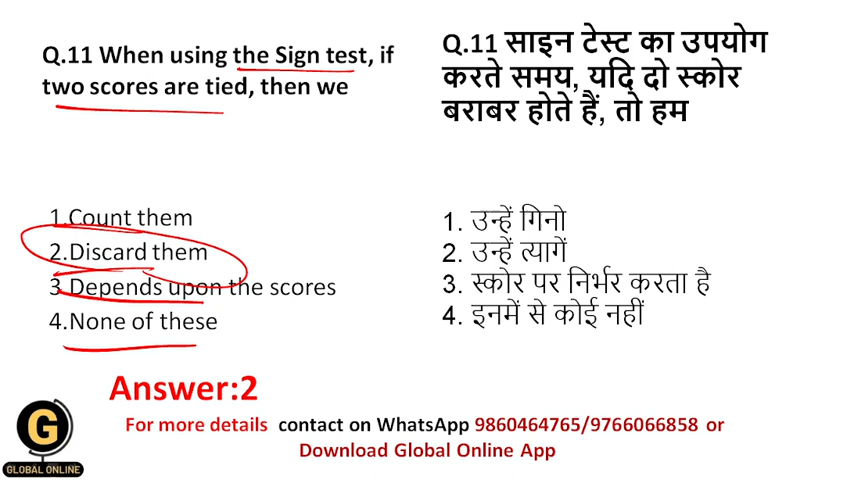 Q.11 When using the Sign test, if
two scores are tied, then we
1.Count them
2.Discard them
3.Depends upon the scores
4.None of these
Q.11 साइन टेस्ट का उपयोग
करते समय, यदि दो स्कोर
बराबर होते हैं, तो हम
1. उन्हें गिनो
2. उन्हें त्यागें
3. स्कोर पर निर्भर करता है
4. इनमें से कोई नहीं
Answer:2
For more details contact on WhatsApp 9860464765/9766066858 or
Download Global Online App
G
GLOBAL ONLINE